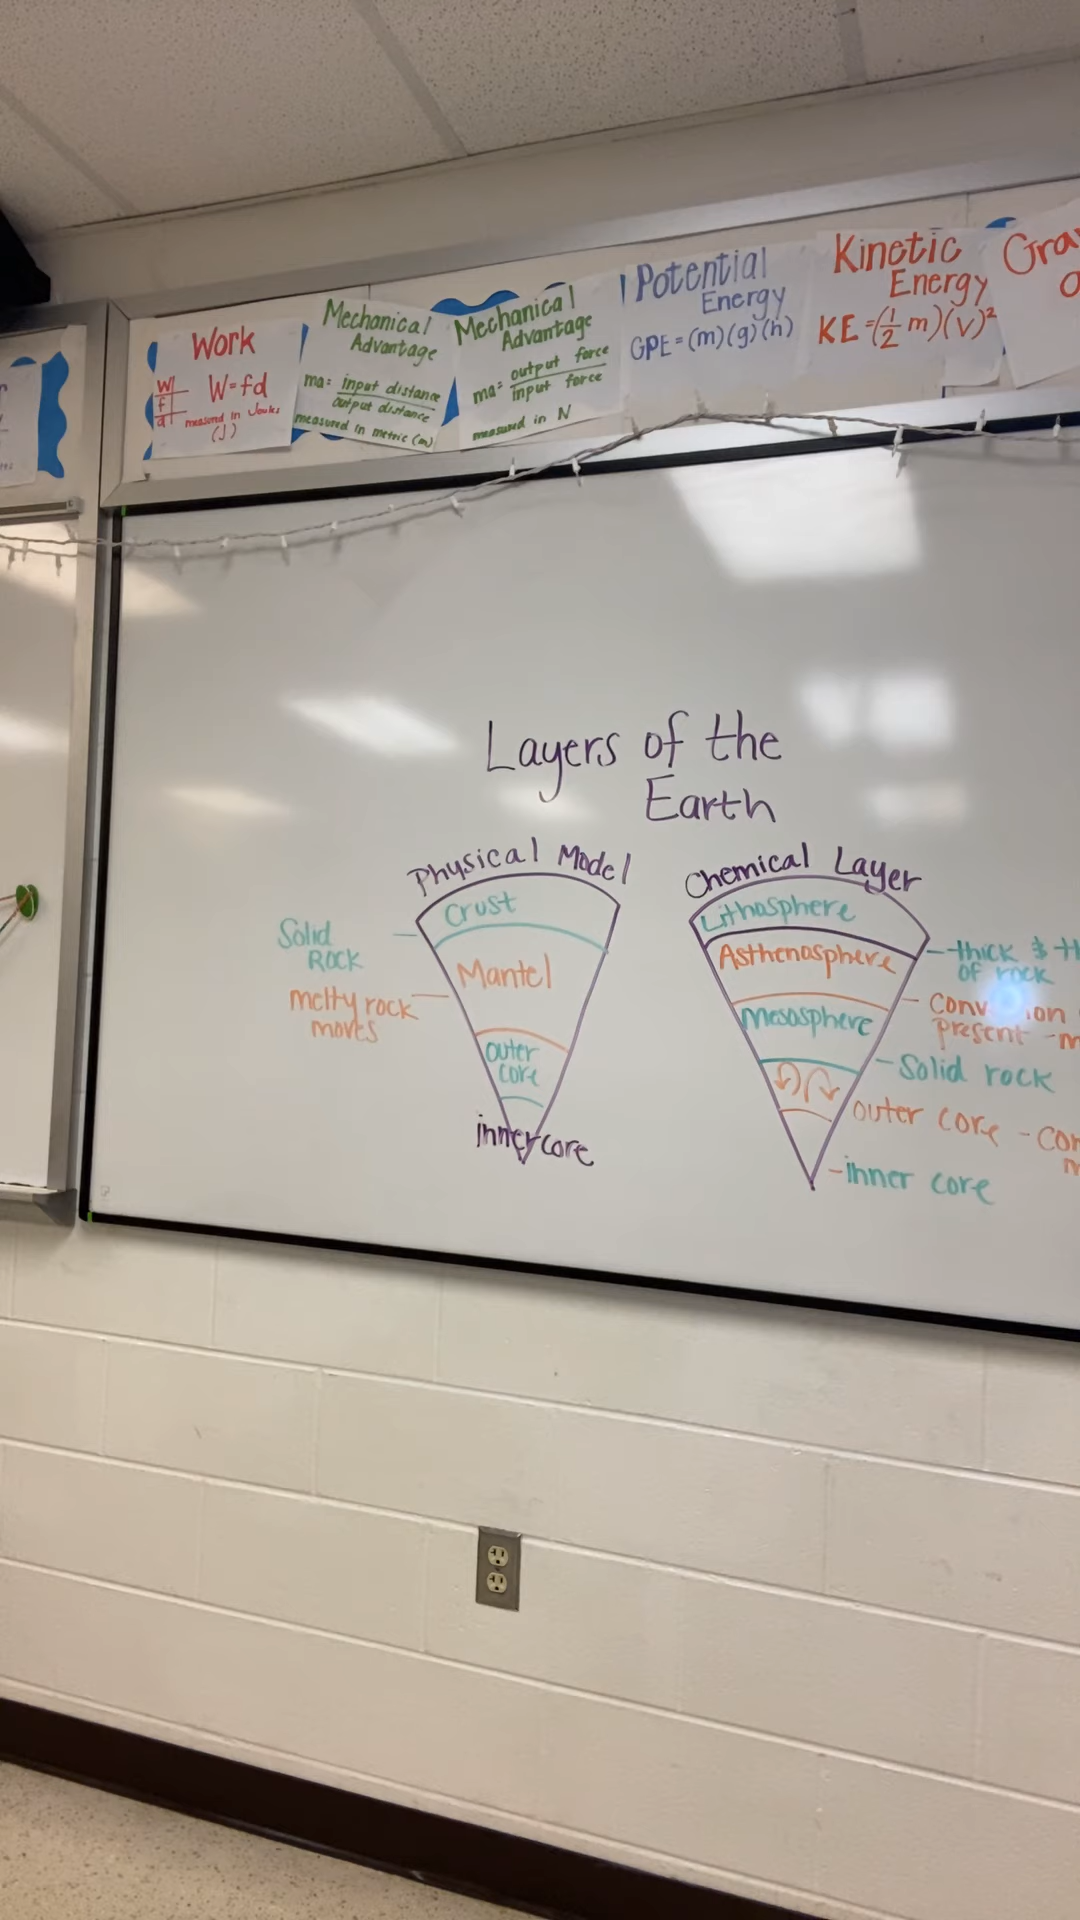 Work
W
f
d
W=fd
measured in Joules
(J)
Mechanical
Advantage
ma= input distance
output distance
measured in metric (m)
Mechanical
Advantage
ma= output force
input force
measured in N
Potential
Energy
GPE=(m)(g)(h)
Kinetic
Energy
KE=(½ m)(v)²
Layers of the
Earth
Physical Model
Crust
Solid
Rock
Mantel
melty rock
moves
outer
core
inner core
Chemical Layer
Lithosphere
-thick &
of rock
Asthenosphere
present
Mesosphere
-Solid rock
outer core -
-inner core